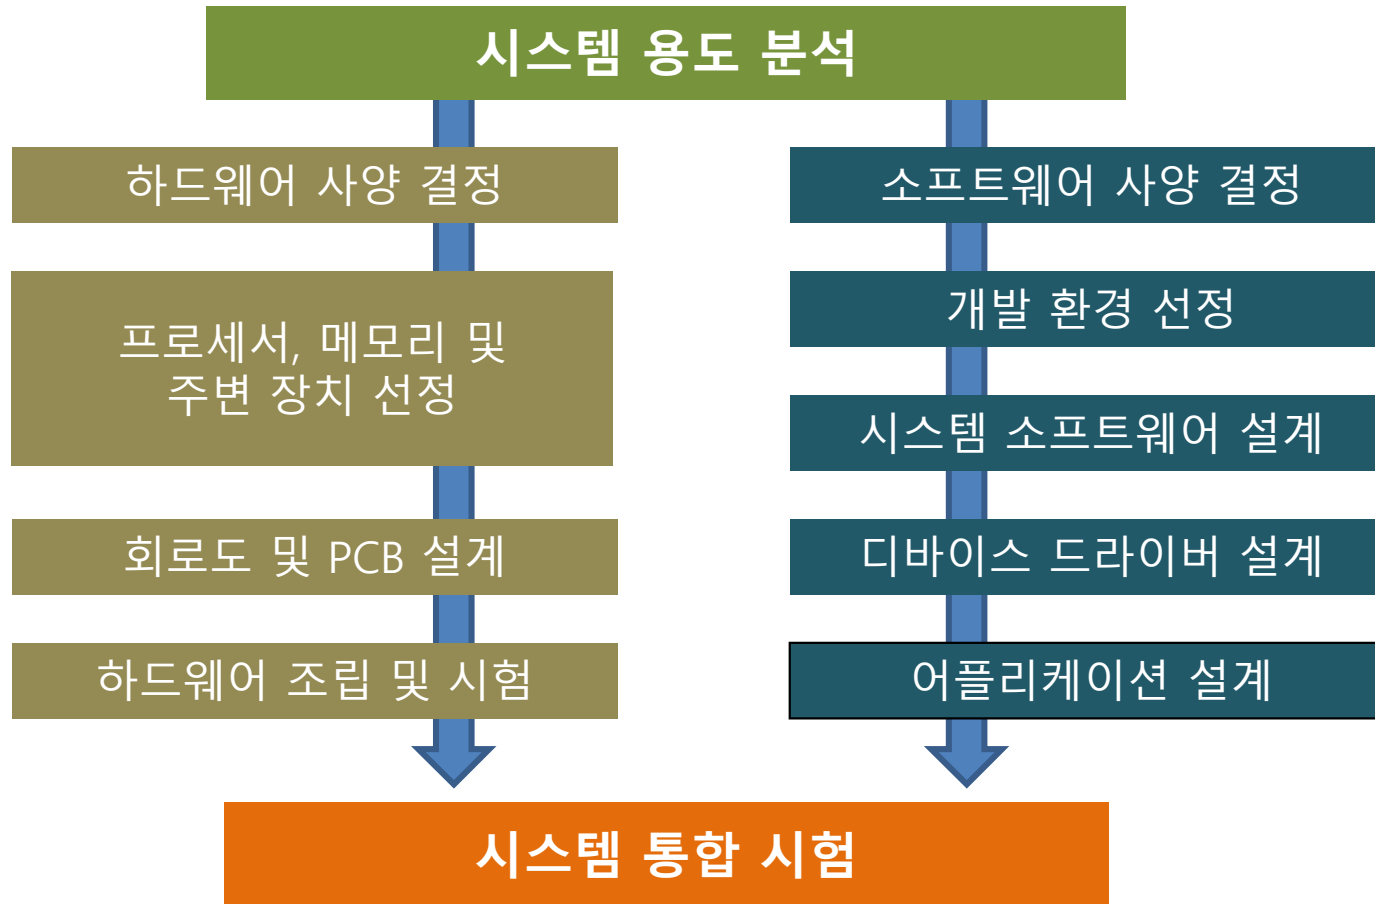 시스템 용도 분석
하드웨어 사양 결정
프로세서, 메모리 및
주변 장치 선정
회로도 및 PCB 설계
하드웨어 조립 및 시험
소프트웨어 사양 결정
개발 환경 선정
시스템 소프트웨어 설계
디바이스 드라이버 설계
어플리케이션 설계
시스템 통합 시험